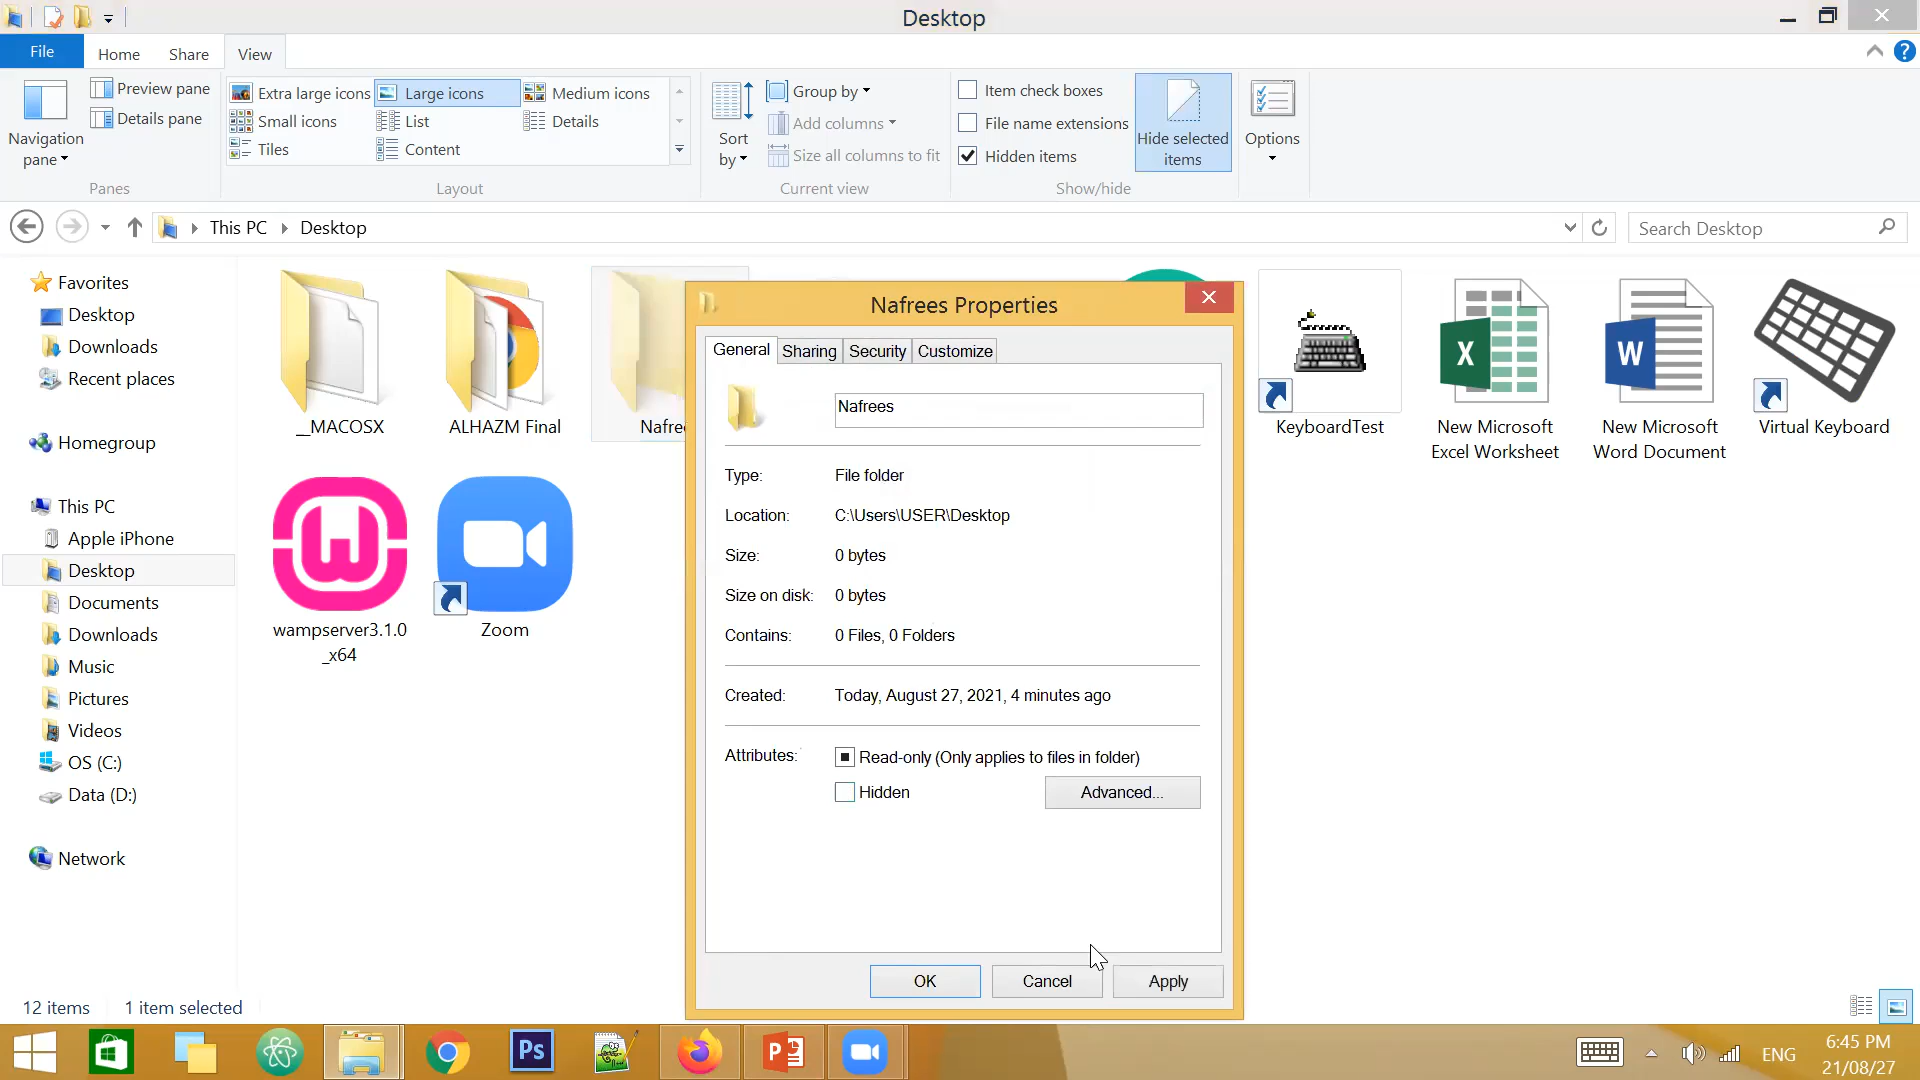 Desktop
File
Home
Share
View
Navigation pane
Preview pane
Details pane
Panes
Extra large icons
Large icons
Medium icons
Small icons
List
Details
Tiles
Content
Layout
Sort by
Group by
Add columns
Size all columns to fit
Current view
Item check boxes
File name extensions
Hidden items
Hide selected items
Show/hide
Options
This PC
Desktop
Search Desktop
Favorites
Desktop
Downloads
Recent places
Homegroup
This PC
Apple iPhone
Desktop
Documents
Downloads
Music
Pictures
Videos
OS (C:)
Data (D:)
Network
__MACOSX
ALHAZM Final
KeyboardTest
New Microsoft
Excel Worksheet
New Microsoft
Word Document
Virtual Keyboard
wampserver3.1.0
_x64
Zoom
Nafrees Properties
General
Sharing
Security
Customize
Nafrees
Type: File folder
Location: C:\Users\USER\Desktop
Size: 0 bytes
Size on disk: 0 bytes
Contains: 0 Files, 0 Folders
Created: Today, August 27, 2021, 4 minutes ago
Attributes: Read-only (Only applies to files in folder)
Hidden
Advanced...
OK
Cancel
Apply
12 items
1 item selected
Ps
ENG
6:45 PM
21/08/27